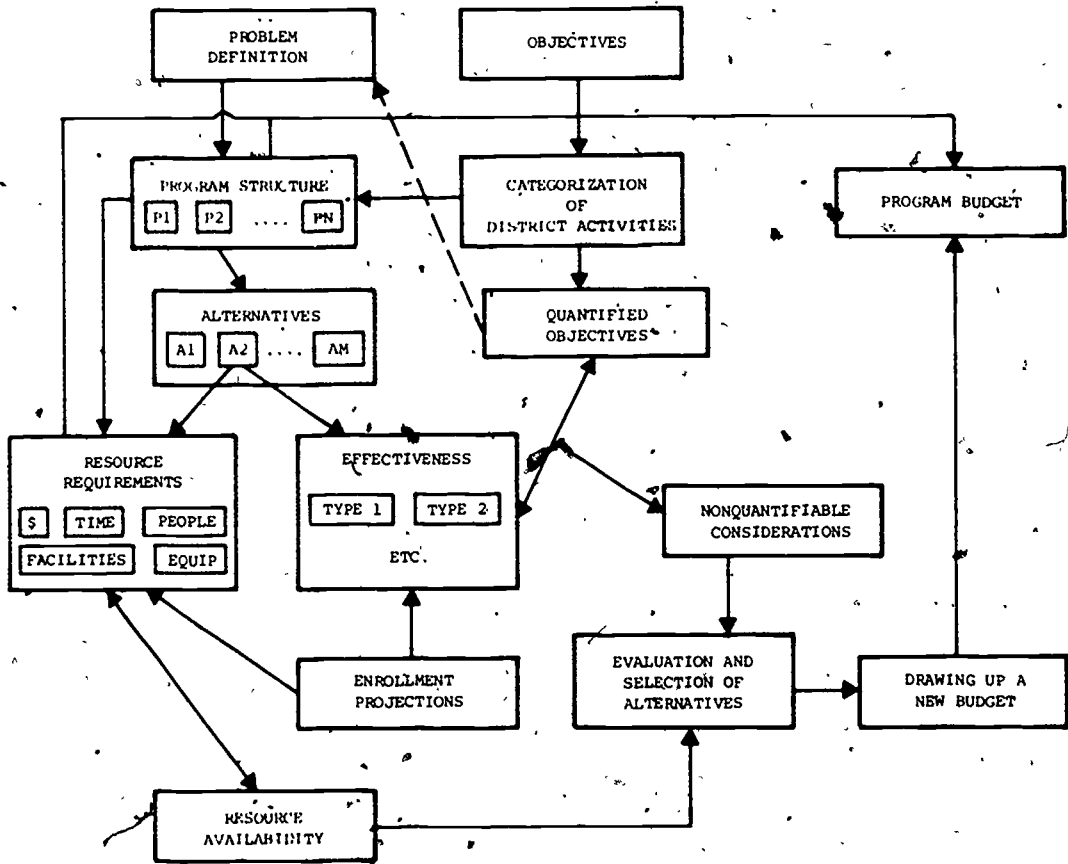 PROBLEM
DEFINITION
OBJECTIVES
PROGRAM STRUCTURE
P1 P2 .... PN
CATEGORIZATION
OF
DISTRICT ACTIVITIES
PROGRAM BUDGET
ALTERNATIVES
A1 A2 .... AM
QUANTIFIED
OBJECTIVES
RESOURCE
REQUIREMENTS
$ TIME PEOPLE
FACILITIES EQUIP
EFFECTIVENESS
TYPE 1 TYPE 2
ETC.
NONQUANTIFIABLE
CONSIDERATIONS
ENROLLMENT
PROJECTIONS
EVALUATION AND
SELECTION OF
ALTERNATIVES
DRAWING UP A
NEW BUDGET
RESOURCE
AVAILABILITY